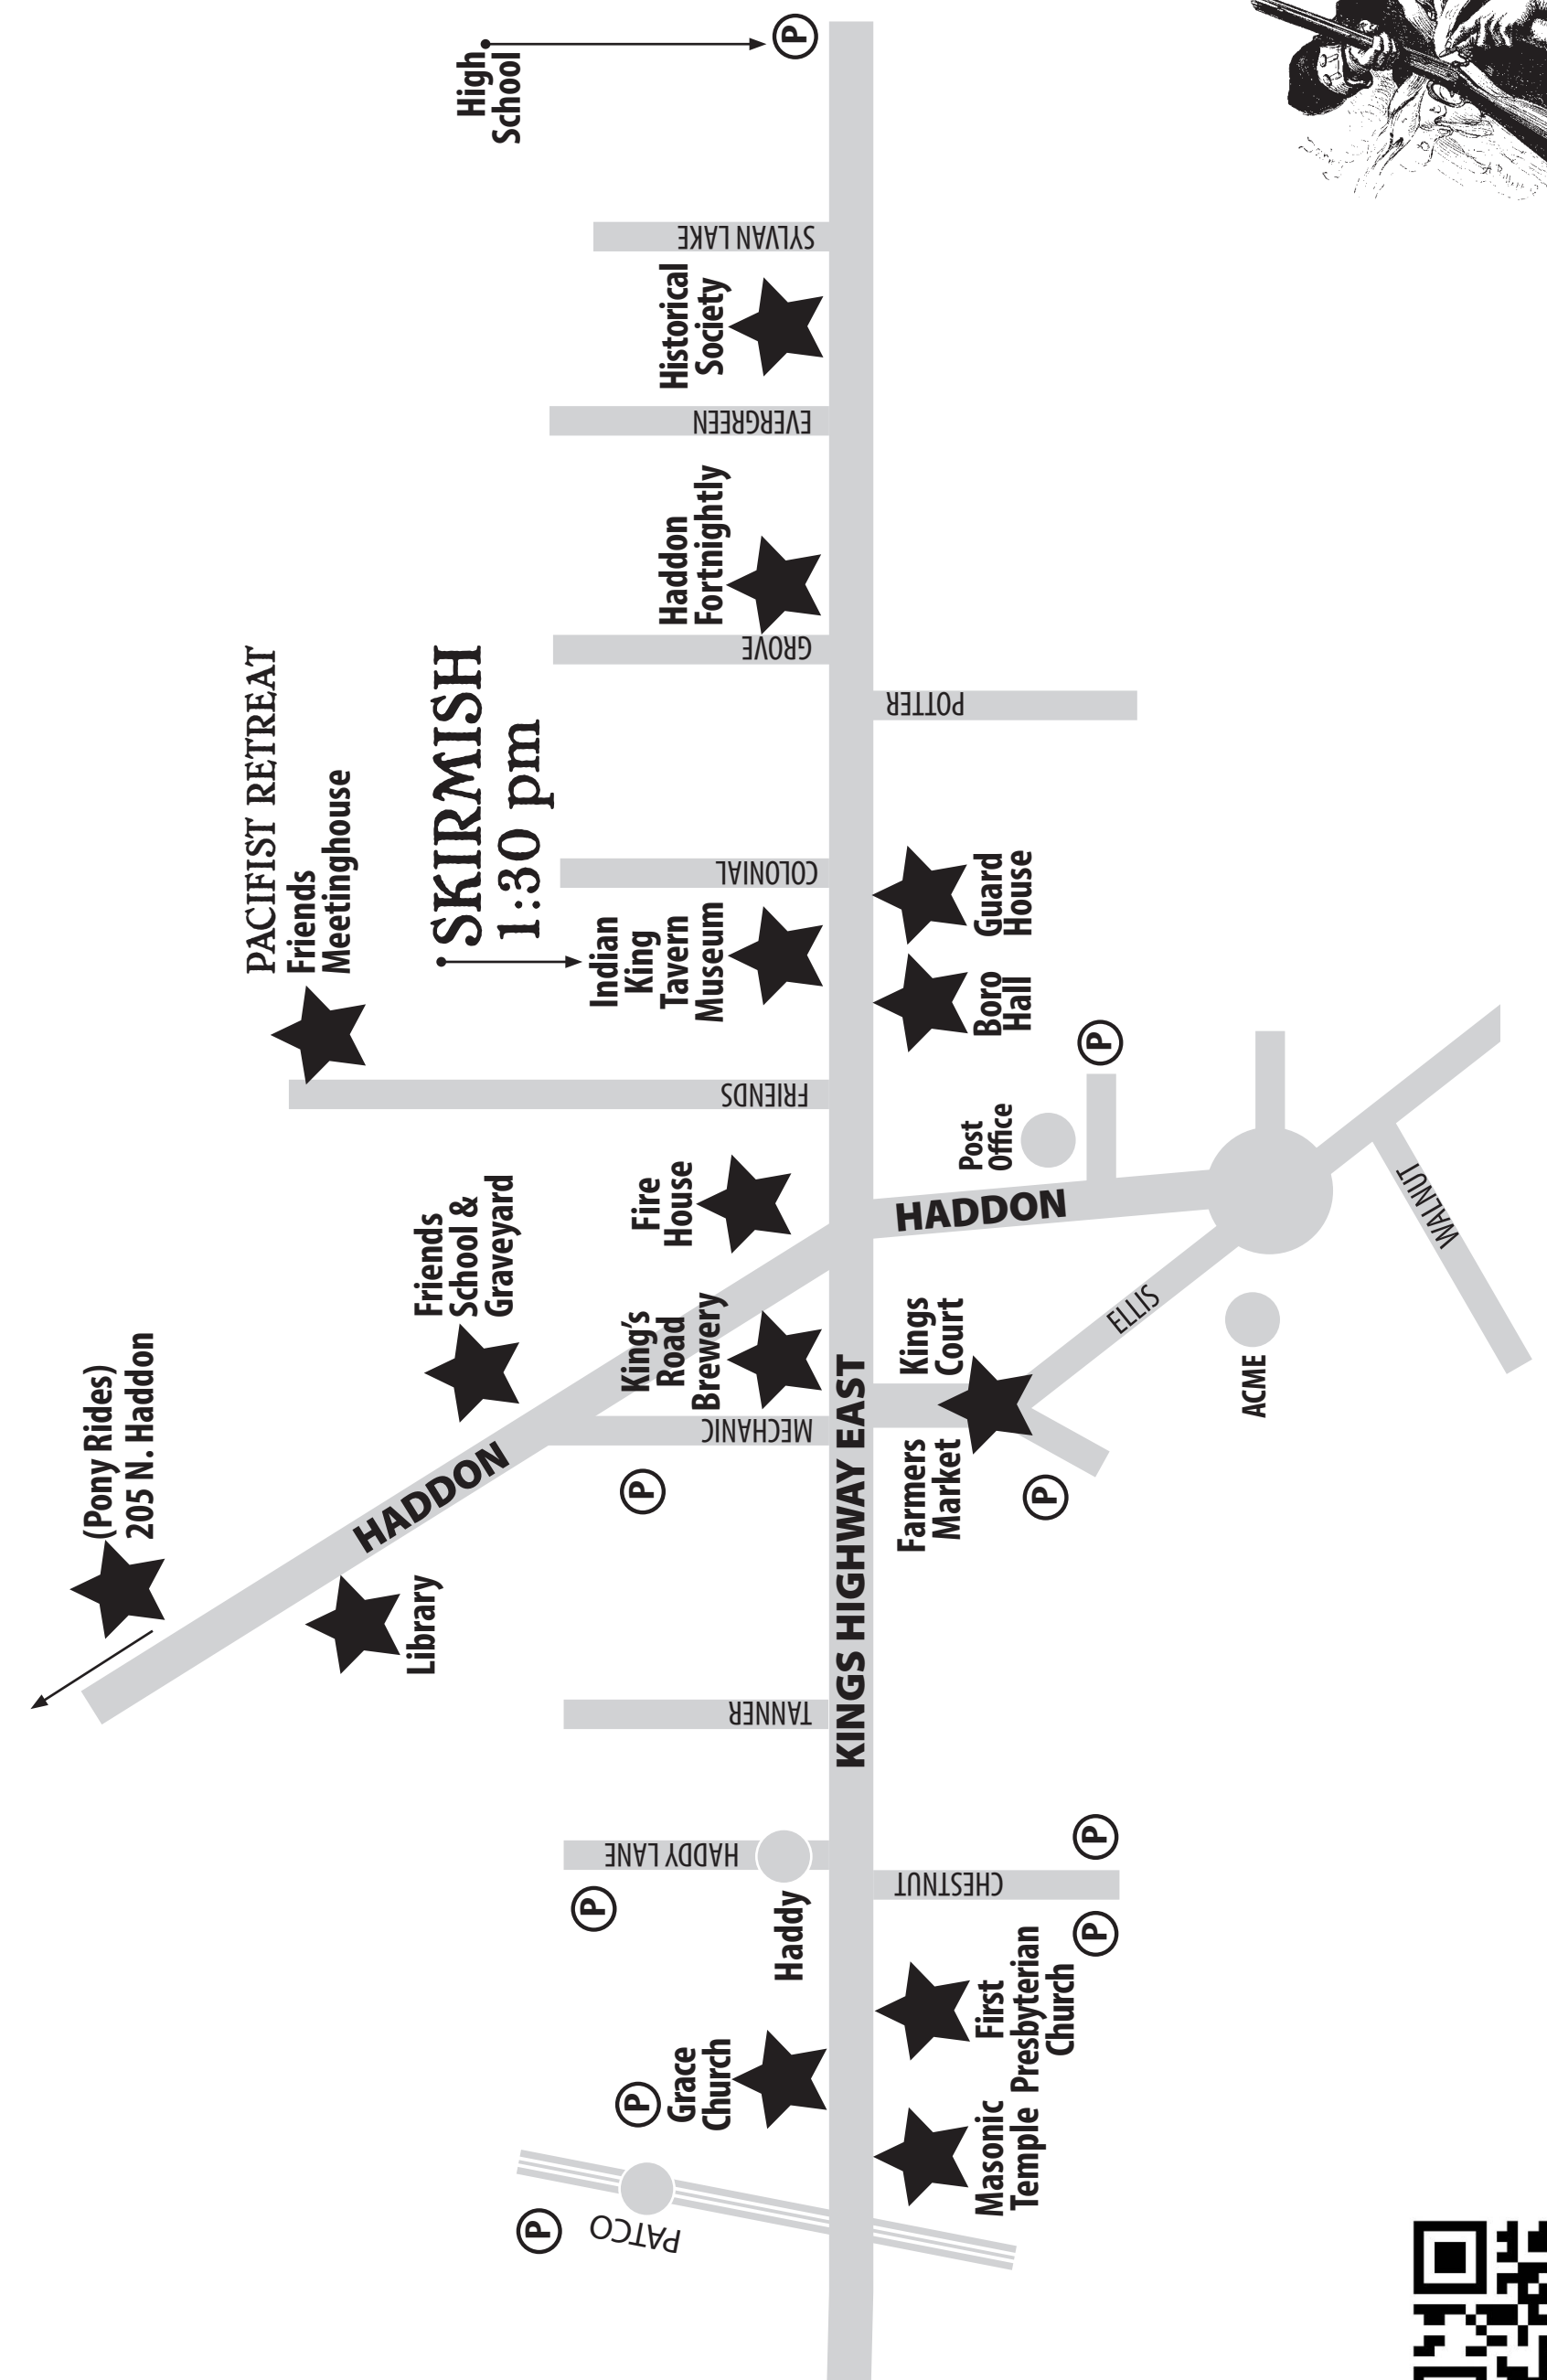 High
School
P
SYLVAN LAKE
Historical
Society
EVERGREEN
Haddon
Fortnightly
GROVE
POTTER
PACIFIST RETREAT
Friends
Meetinghouse
SKIRMISH
1:30 pm
COLONIAL
Indian
King
Tavern
Museum
Guard
House
Boro
Hall
P
FRIENDS
Post
Office
Fire
House
HADDON
Friends
School &
Graveyard
King's
Road
Brewery
Kings
Court
ELLIS
WALNUT
ACME
MECHANIC
P
Farmers
Market
P
(Pony Rides)
205 N. Haddon
HADDON
Library
KINGS HIGHWAY EAST
TANNER
HADDY LANE
P
Haddy
CHESTNUT
P
P
First
Presbyterian
Church
Grace
Church
P
Masonic
Temple
PATCO
P